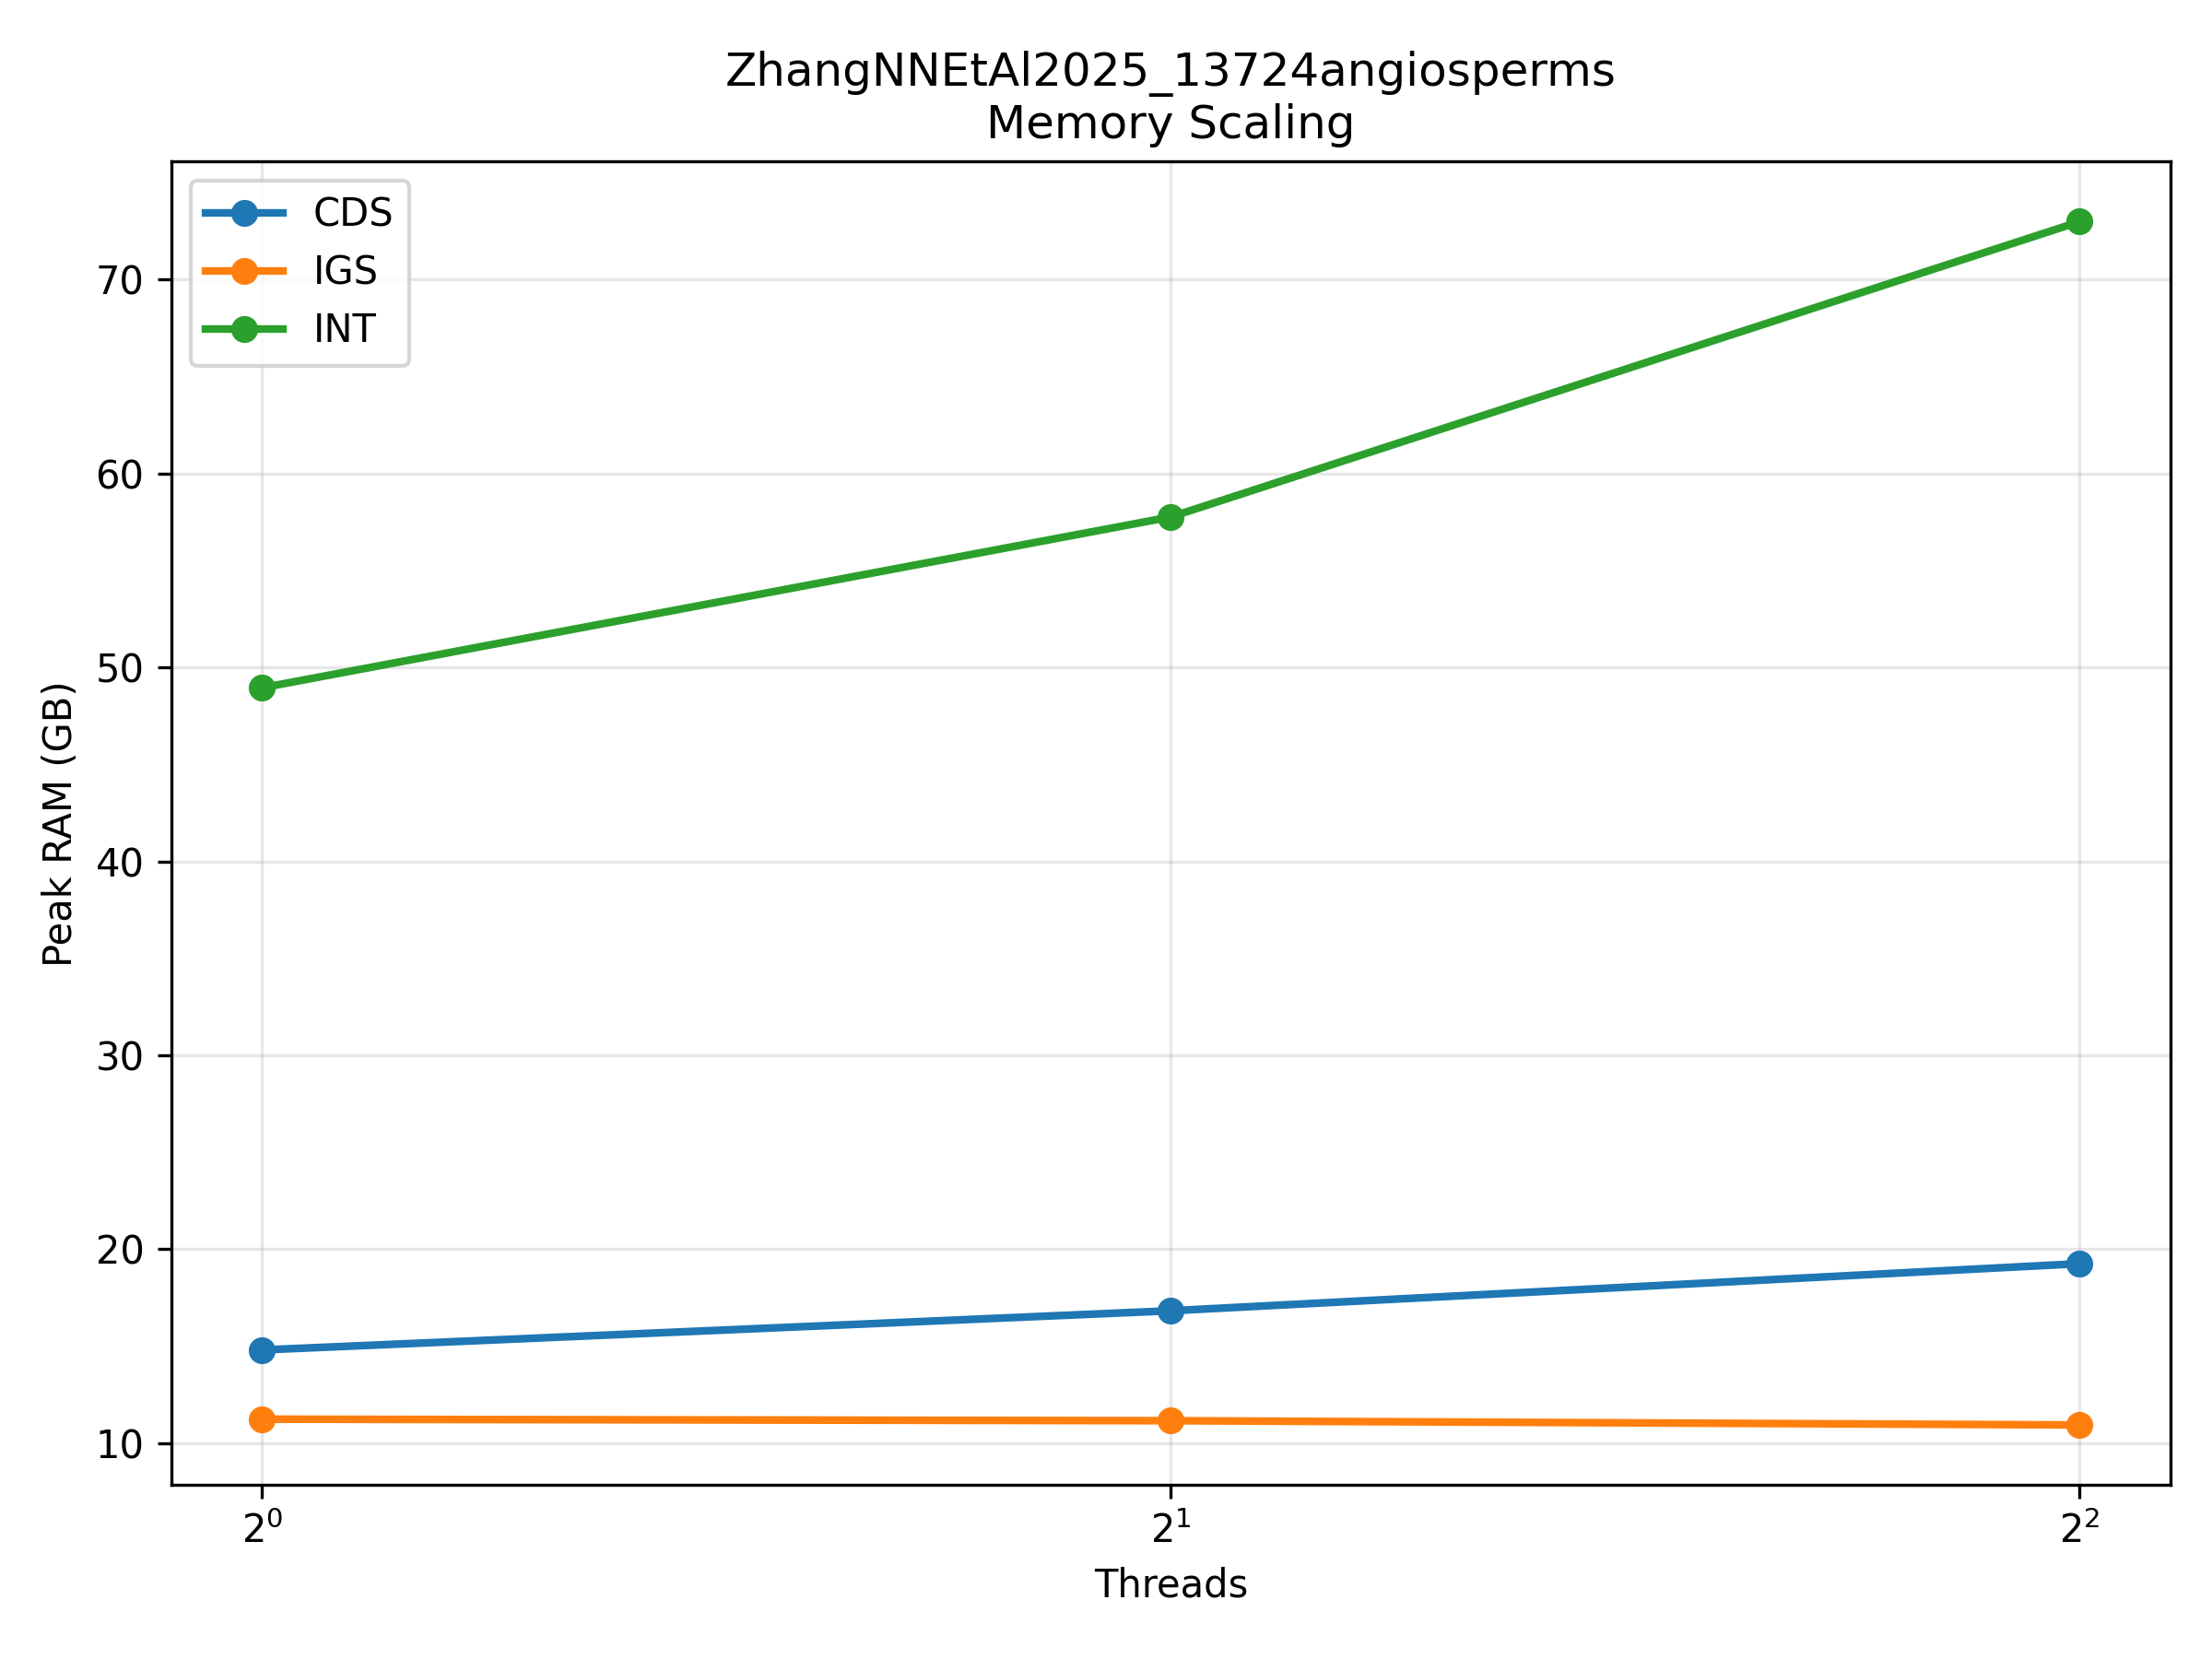 ZhangNNEtAl2025_13724angiosperms
Memory Scaling
CDS
IGS
INT
Peak RAM (GB)
70
60
50
40
30
20
10
2⁰ 2¹ 2²
Threads